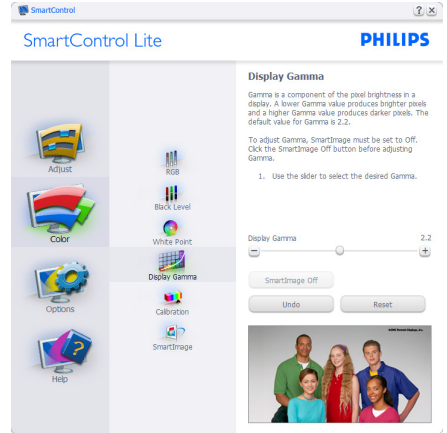 SmartControl
SmartControl Lite
PHILIPS
Adjust
Color
Options
Help
RGB
Black Level
White Point
Display Gamma
Calibration
SmartImage
Display Gamma
Gamma is a component of the pixel brightness in a
display. A lower Gamma value produces brighter pixels
and a higher Gamma value produces darker pixels. The
default value for Gamma is 2.2.
To adjust Gamma, SmartImage must be set to Off.
Click the SmartImage Off button before adjusting
Gamma.
1. Use the slider to select the desired Gamma.
Display Gamma 2.2
SmartImage Off
Undo Reset